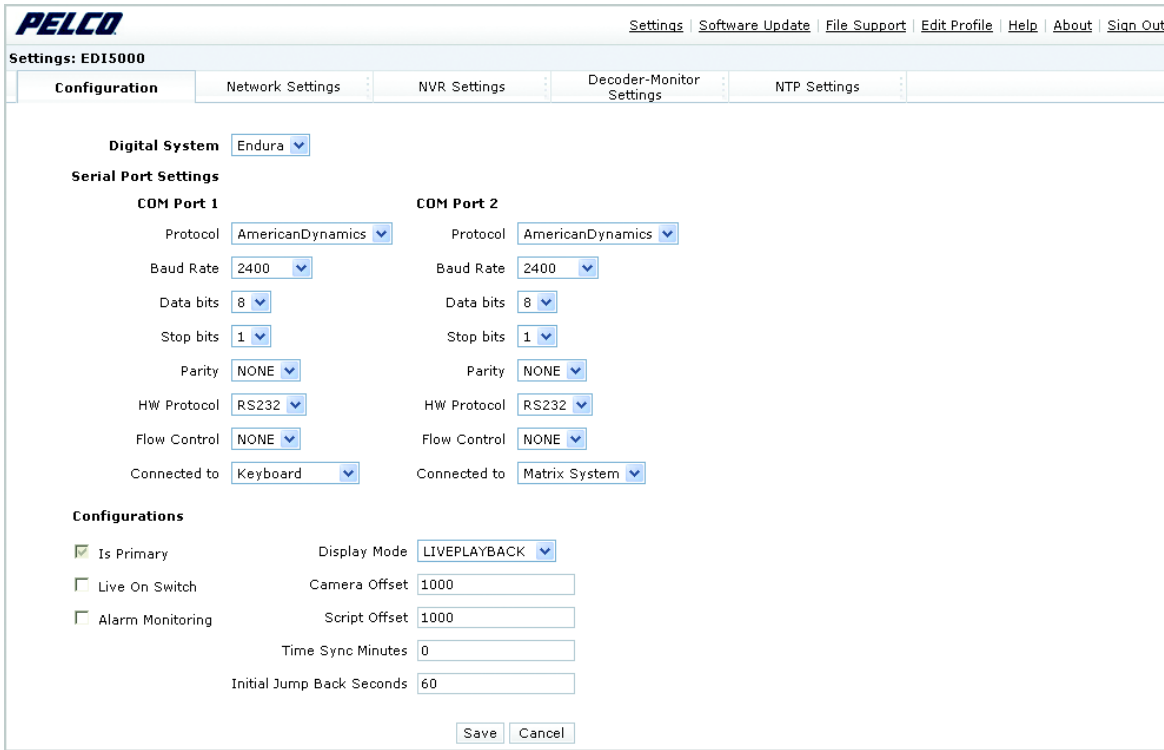 PELCO
Settings | Software Update | File Support | Edit Profile | Help | About | Sign Out
Settings: EDI5000
Configuration Network Settings NVR Settings Decoder-Monitor Settings NTP Settings
Digital System Endura
Serial Port Settings
COM Port 1 COM Port 2
Protocol AmericanDynamics Protocol AmericanDynamics
Baud Rate 2400 Baud Rate 2400
Data bits 8 Data bits 8
Stop bits 1 Stop bits 1
Parity NONE Parity NONE
HW Protocol RS232 HW Protocol RS232
Flow Control NONE Flow Control NONE
Connected to Keyboard Connected to Matrix System
Configurations
Is Primary Display Mode LIVEPLAYBACK
Live On Switch Camera Offset 1000
Alarm Monitoring Script Offset 1000
Time Sync Minutes 0
Initial Jump Back Seconds 60
Save Cancel